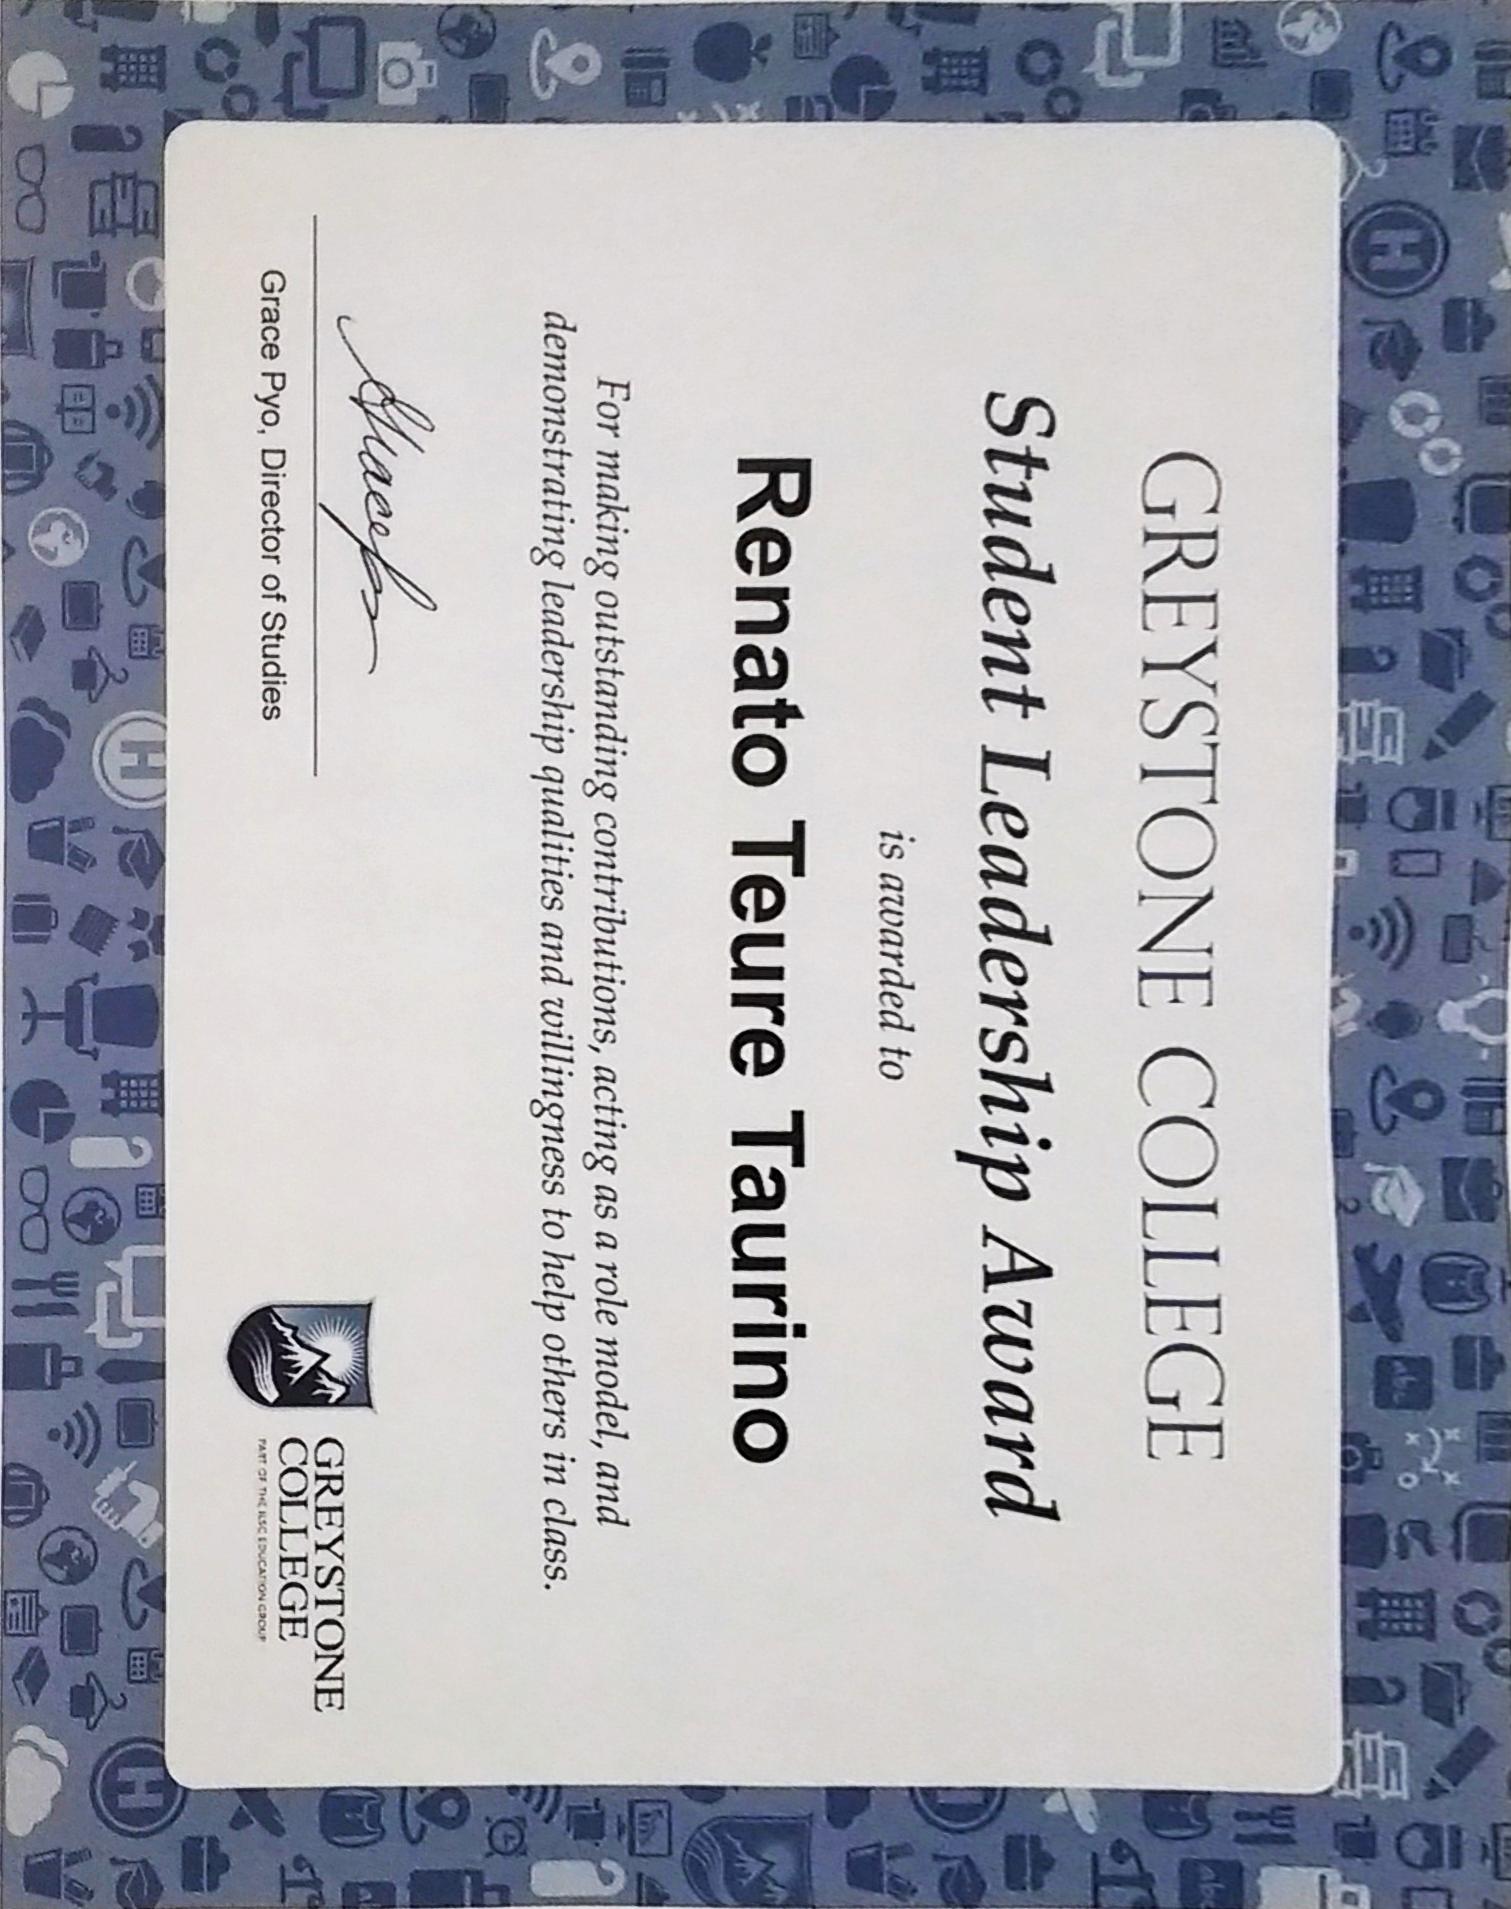 GREYSTONE COLLEGE
Student Leadership Award
is awarded to
Renato Teure Taurino
For making outstanding contributions, acting as a role model, and
demonstrating leadership qualities and willingness to help others in class.
Grace Pyo, Director of Studies
GREYSTONE
COLLEGE
PART OF THE ILSC EDUCATION GROUP